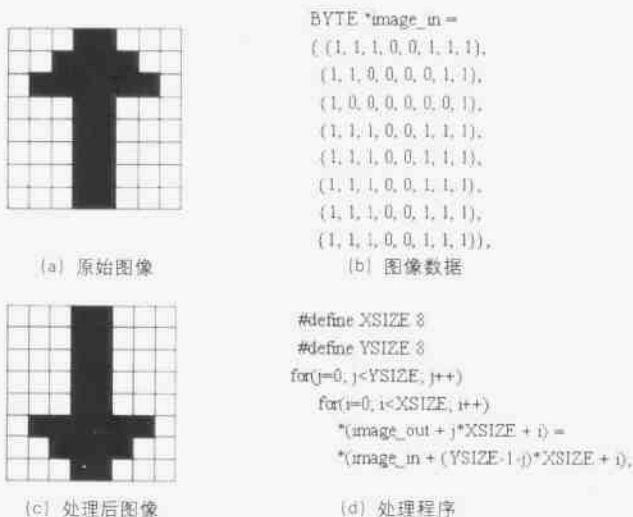 BYTE *image_in =
{ {1, 1, 1, 0, 0, 1, 1, 1},
{1, 1, 0, 0, 0, 0, 1, 1},
{1, 0, 0, 0, 0, 0, 0, 1},
{1, 1, 1, 0, 0, 1, 1, 1},
{1, 1, 1, 0, 0, 1, 1, 1},
{1, 1, 1, 0, 0, 1, 1, 1},
{1, 1, 1, 0, 0, 1, 1, 1},
{1, 1, 1, 0, 0, 1, 1, 1}},
(a) 原始图像
(b) 图像数据
#define XSIZE 8
#define YSIZE 8
for(j=0; j<YSIZE; j++)
for(i=0; i<XSIZE; i++)
*(image_out + j*XSIZE + i) =
*(image_in + (YSIZE-1-j)*XSIZE + i),
(c) 处理后图像
(d) 处理程序